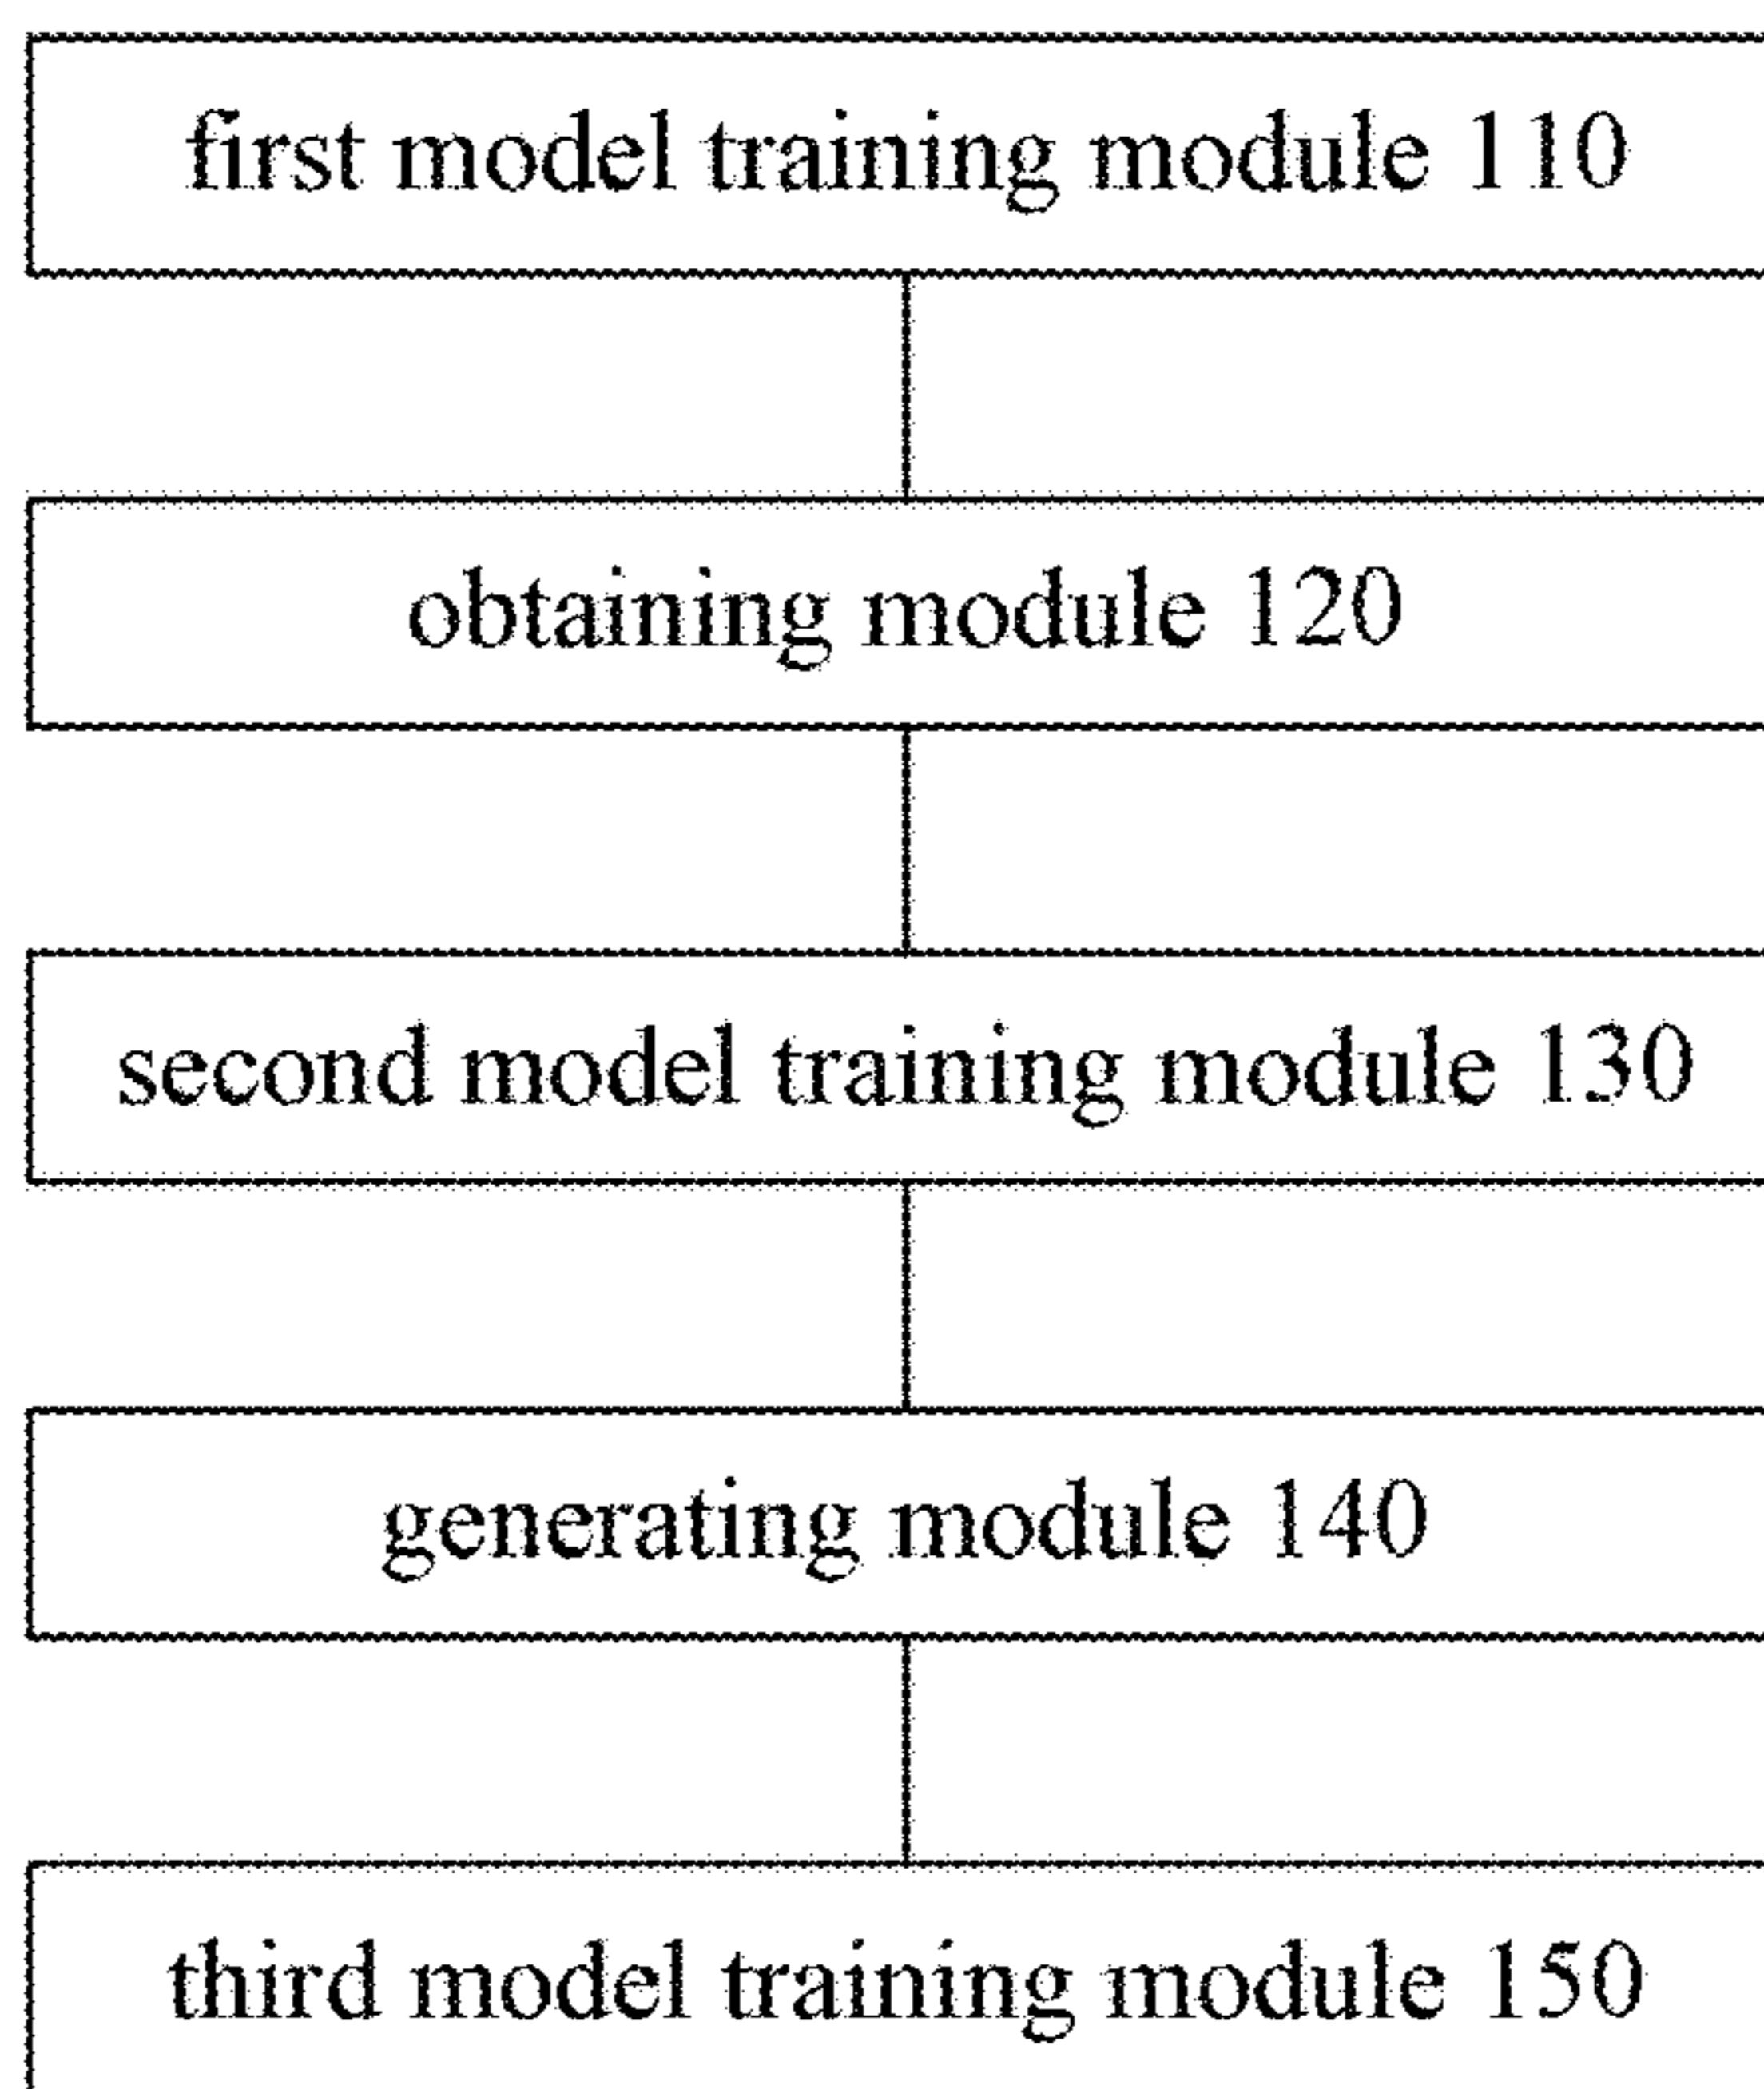 first model training module 110
obtaining module 120
second model training module 130
generating module 140
third model training module 150